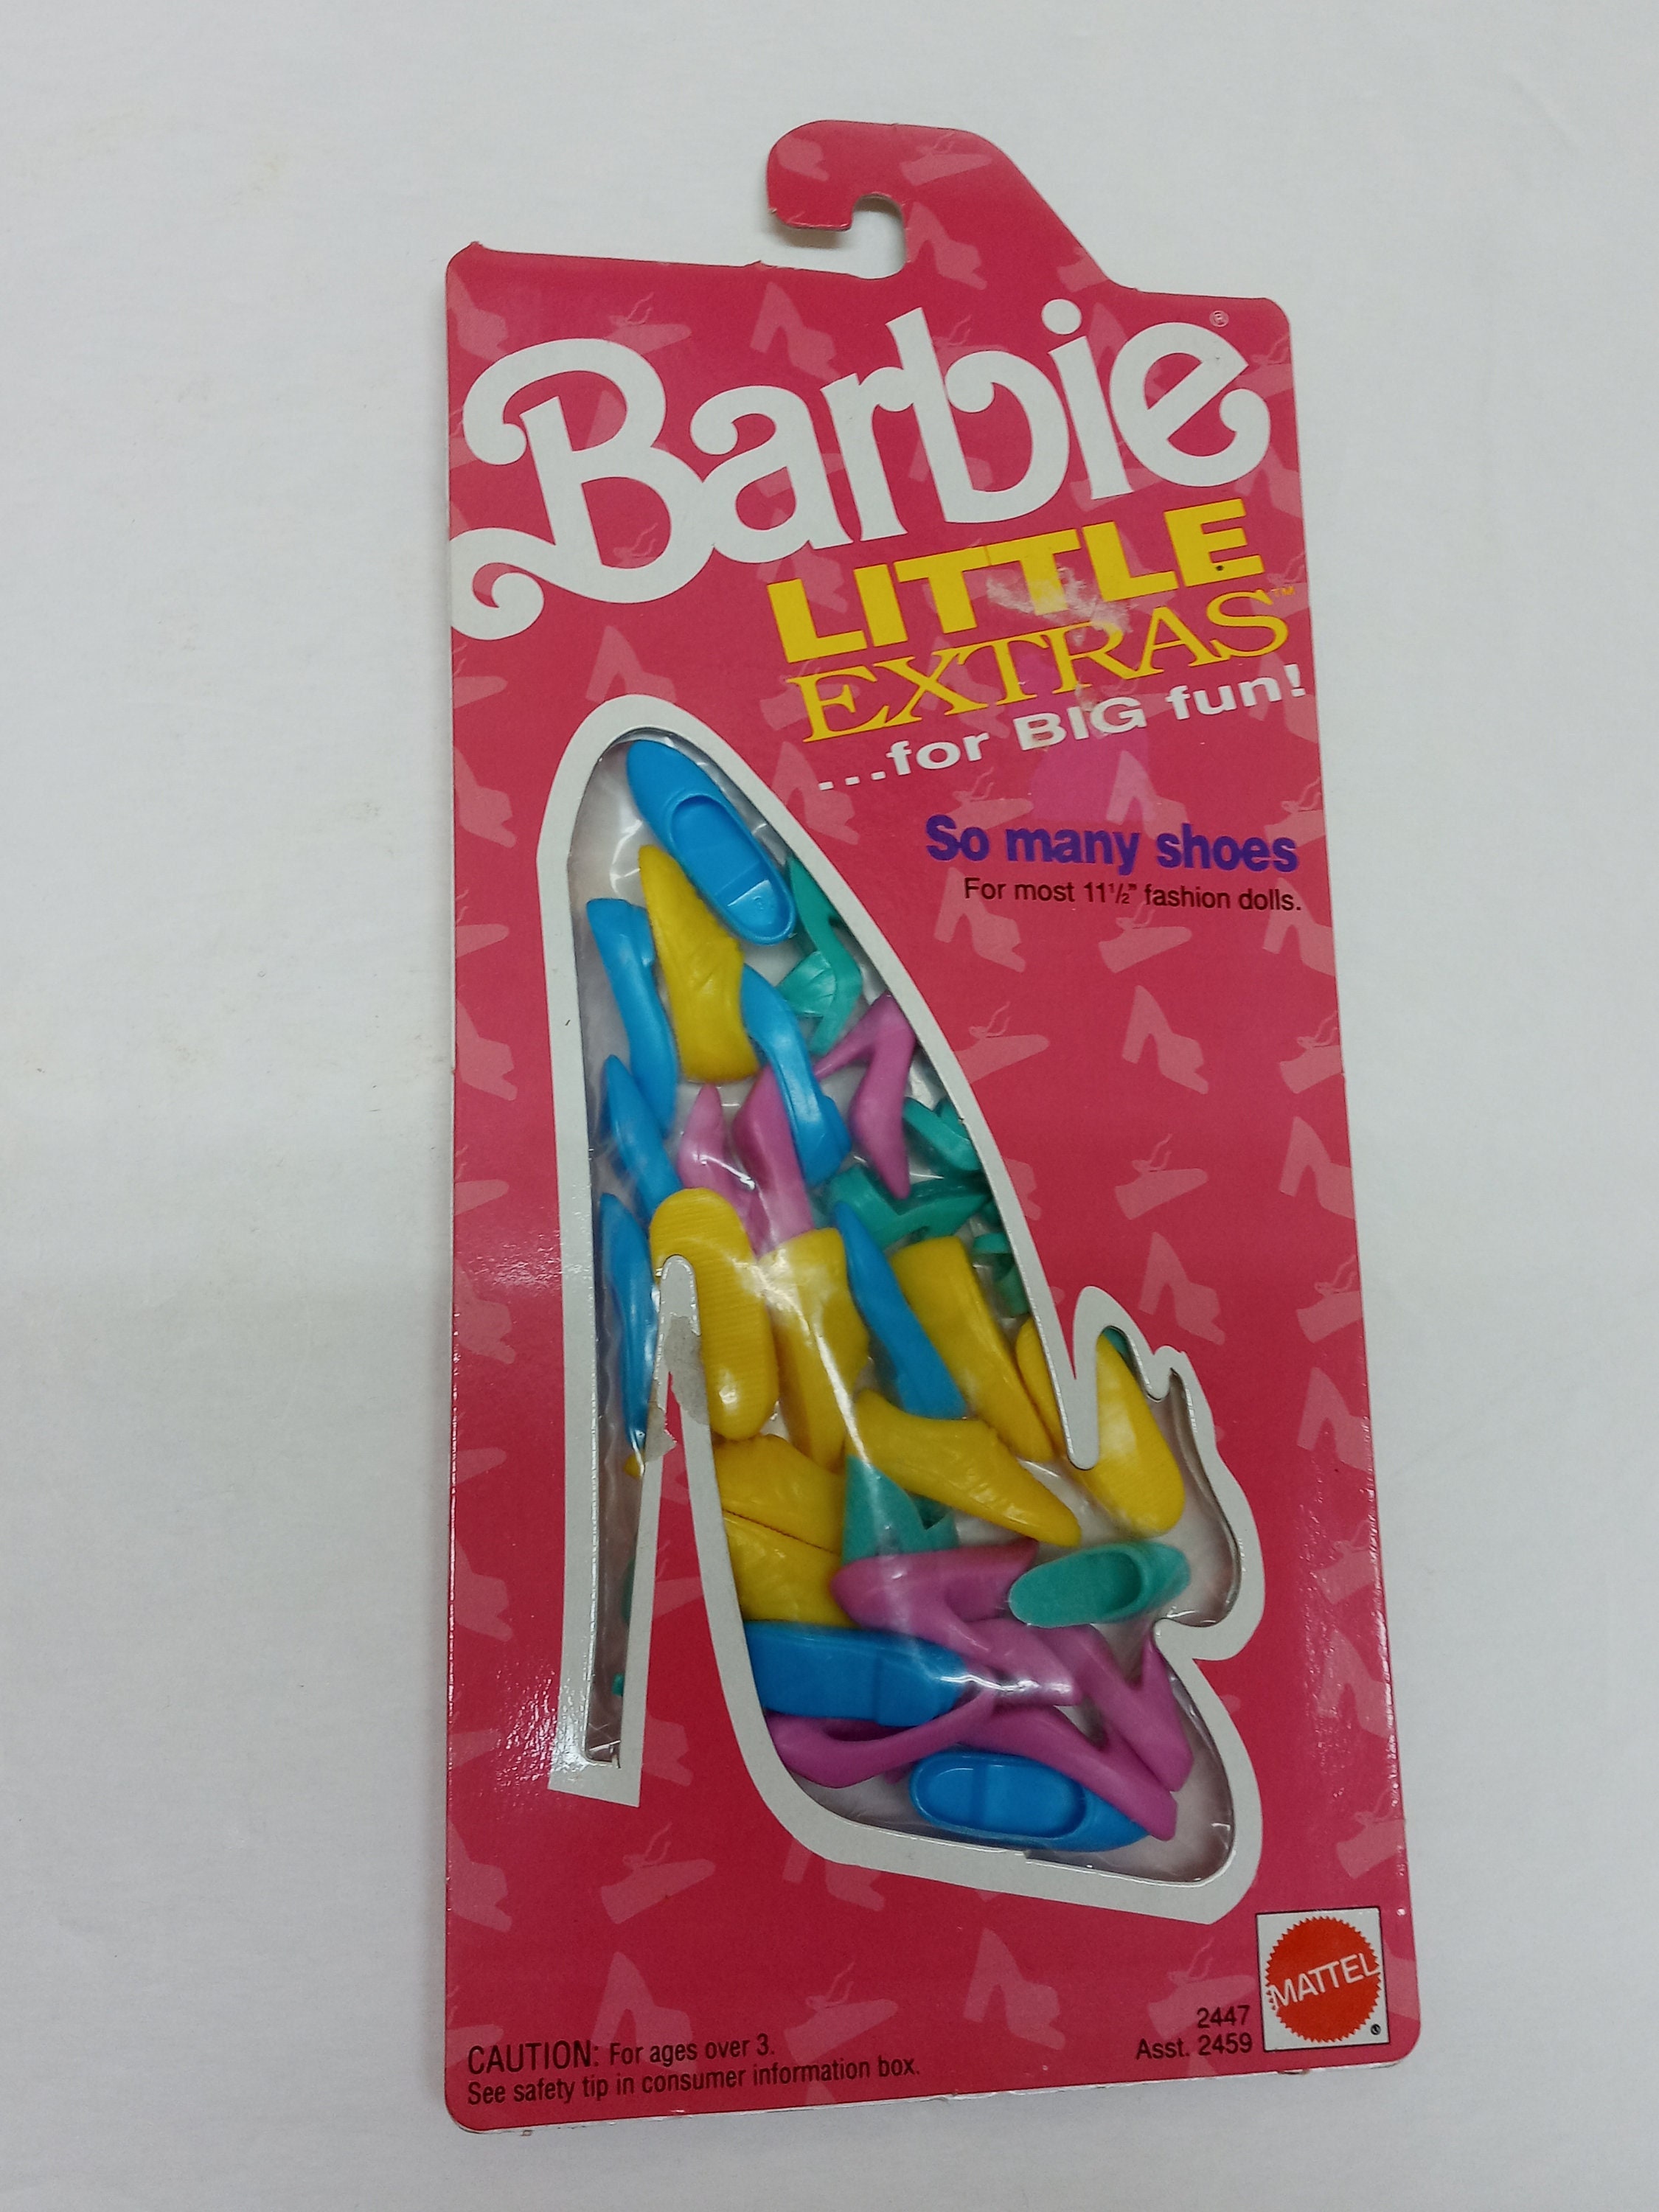 Barbie®
LITTLE
EXTRAS™
...for BIG fun!
So many shoes
For most 11½" fashion dolls.
CAUTION: For ages over 3.
See safety tip in consumer information box.
2447
Asst. 2459
MATTEL